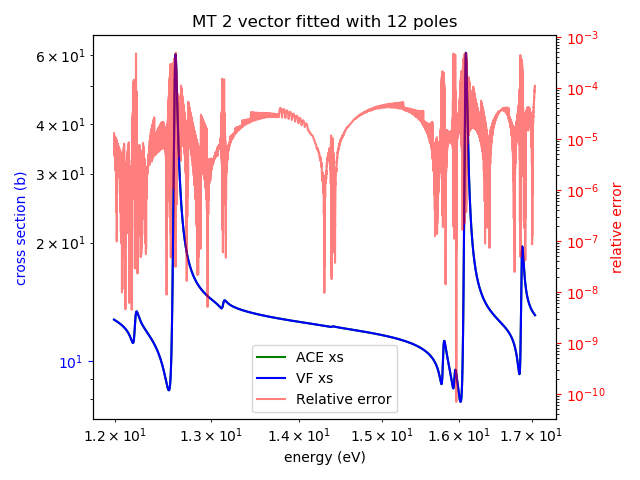 MT 2 vector fitted with 12 poles
cross section (b)
6 × 10¹
4 × 10¹
3 × 10¹
2 × 10¹
10¹
10⁻³
10⁻⁴
10⁻⁵
10⁻⁶
10⁻⁷
10⁻⁸
10⁻⁹
10⁻¹⁰
relative error
ACE xs
VF xs
Relative error
1.2 × 10¹ 1.3 × 10¹ 1.4 × 10¹ 1.5 × 10¹ 1.6 × 10¹ 1.7 × 10¹
energy (eV)